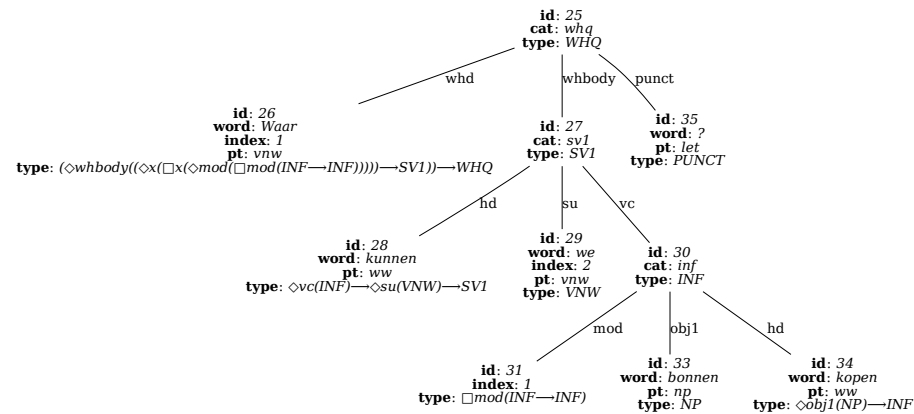 id: 25
cat: whq
type: WHQ
whd
whbody
punct
id: 26
word: Waar
index: 1
pt: vnw
type: (◇whbody((◇x(□x(◇mod(□mod(INF⟶INF)))))⟶SV1))⟶WHQ
id: 27
cat: sv1
type: SV1
id: 35
word: ?
pt: let
type: PUNCT
hd
su
vc
id: 28
word: kunnen
pt: ww
type: ◇vc(INF)⟶◇su(VNW)⟶SV1
id: 29
word: we
index: 2
pt: vnw
type: VNW
id: 30
cat: inf
type: INF
mod
obj1
hd
id: 31
index: 1
type: □mod(INF⟶INF)
id: 33
word: bonnen
pt: np
type: NP
id: 34
word: kopen
pt: ww
type: ◇obj1(NP)⟶INF